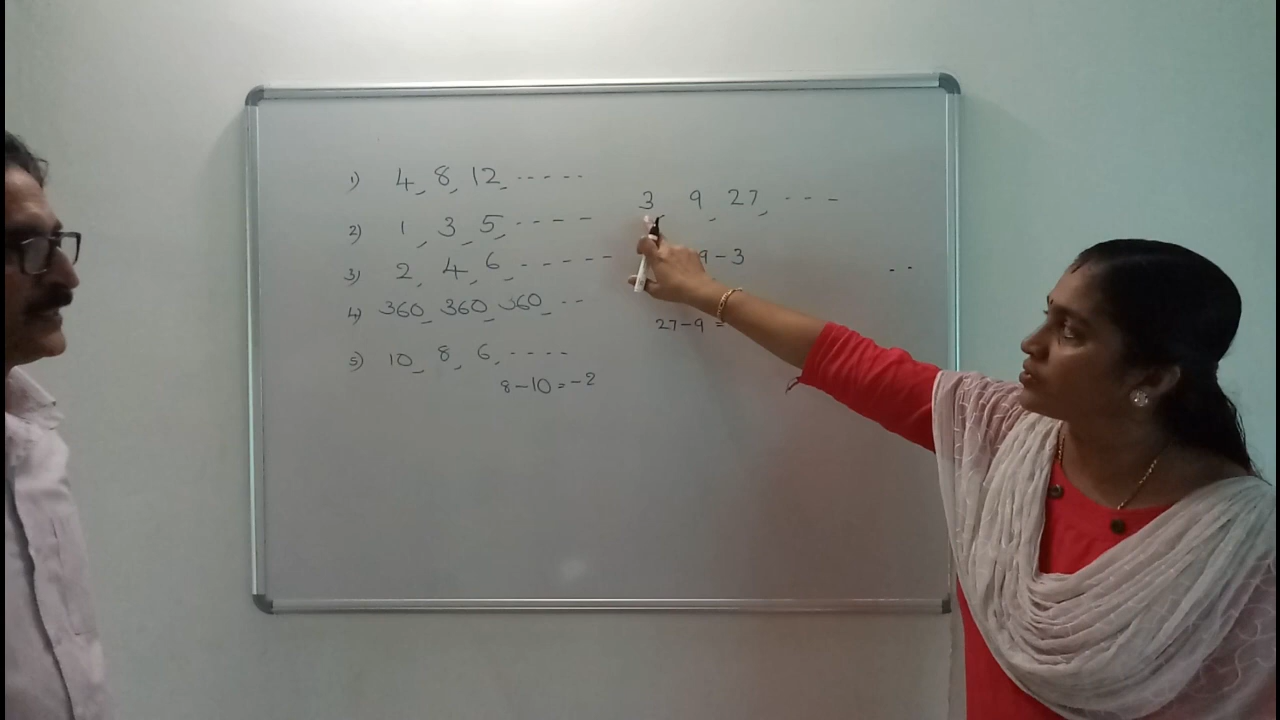 1) 4, 8, 12, -----
2) 1, 3, 5, ----
3) 2, 4, 6, ------
4) 360, 360, 360, --
5) 10, 8, 6, ----
8-10=-2
3 9, 27, ---
9-3
27-9 =